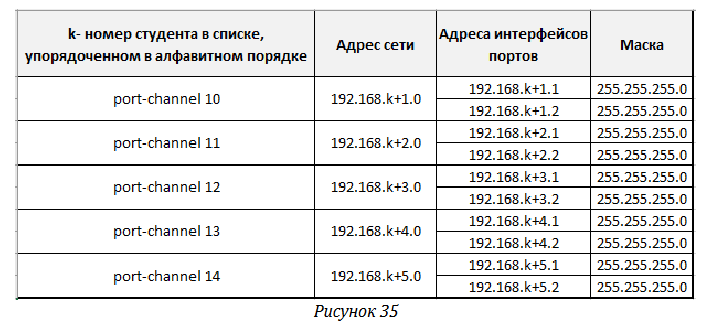 k- номер студента в списке,
упорядоченном в алфавитном порядке
Адрес сети
Адреса интерфейсов
портов
Маска
port-channel 10
192.168.k+1.0
192.168.k+1.1
255.255.255.0
192.168.k+1.2
255.255.255.0
port-channel 11
192.168.k+2.0
192.168.k+2.1
255.255.255.0
192.168.k+2.2
255.255.255.0
port-channel 12
192.168.k+3.0
192.168.k+3.1
255.255.255.0
192.168.k+3.2
255.255.255.0
port-channel 13
192.168.k+4.0
192.168.k+4.1
255.255.255.0
192.168.k+4.2
255.255.255.0
port-channel 14
192.168.k+5.0
192.168.k+5.1
255.255.255.0
192.168.k+5.2
255.255.255.0
Рисунок 35